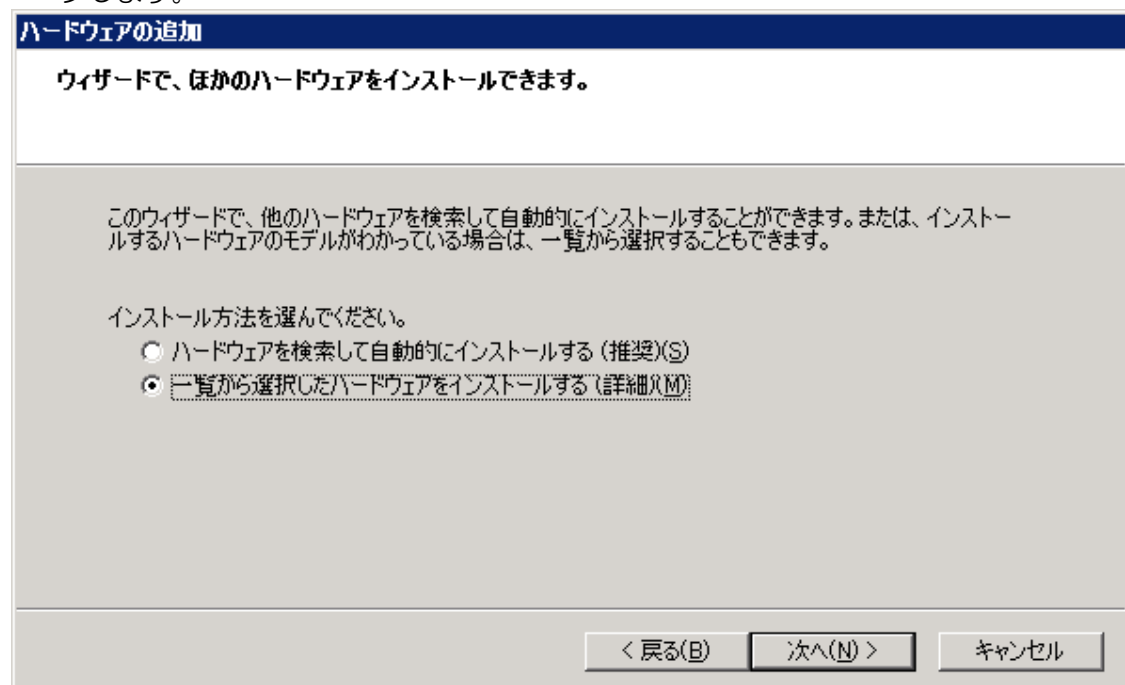 うします。
ハードウェアの追加
ウィザードで、ほかのハードウェアをインストールできます。
このウィザードで、他のハードウェアを検索して自動的にインストールすることができます。または、インストー
ルするハードウェアのモデルがわかっている場合は、一覧から選択することもできます。
インストール方法を選んでください。
ハードウェアを検索して自動的にインストールする (推奨)(S)
一覧から選択したハードウェアをインストールする (詳細)(M)
< 戻る(B) 次へ(N) > キャンセル